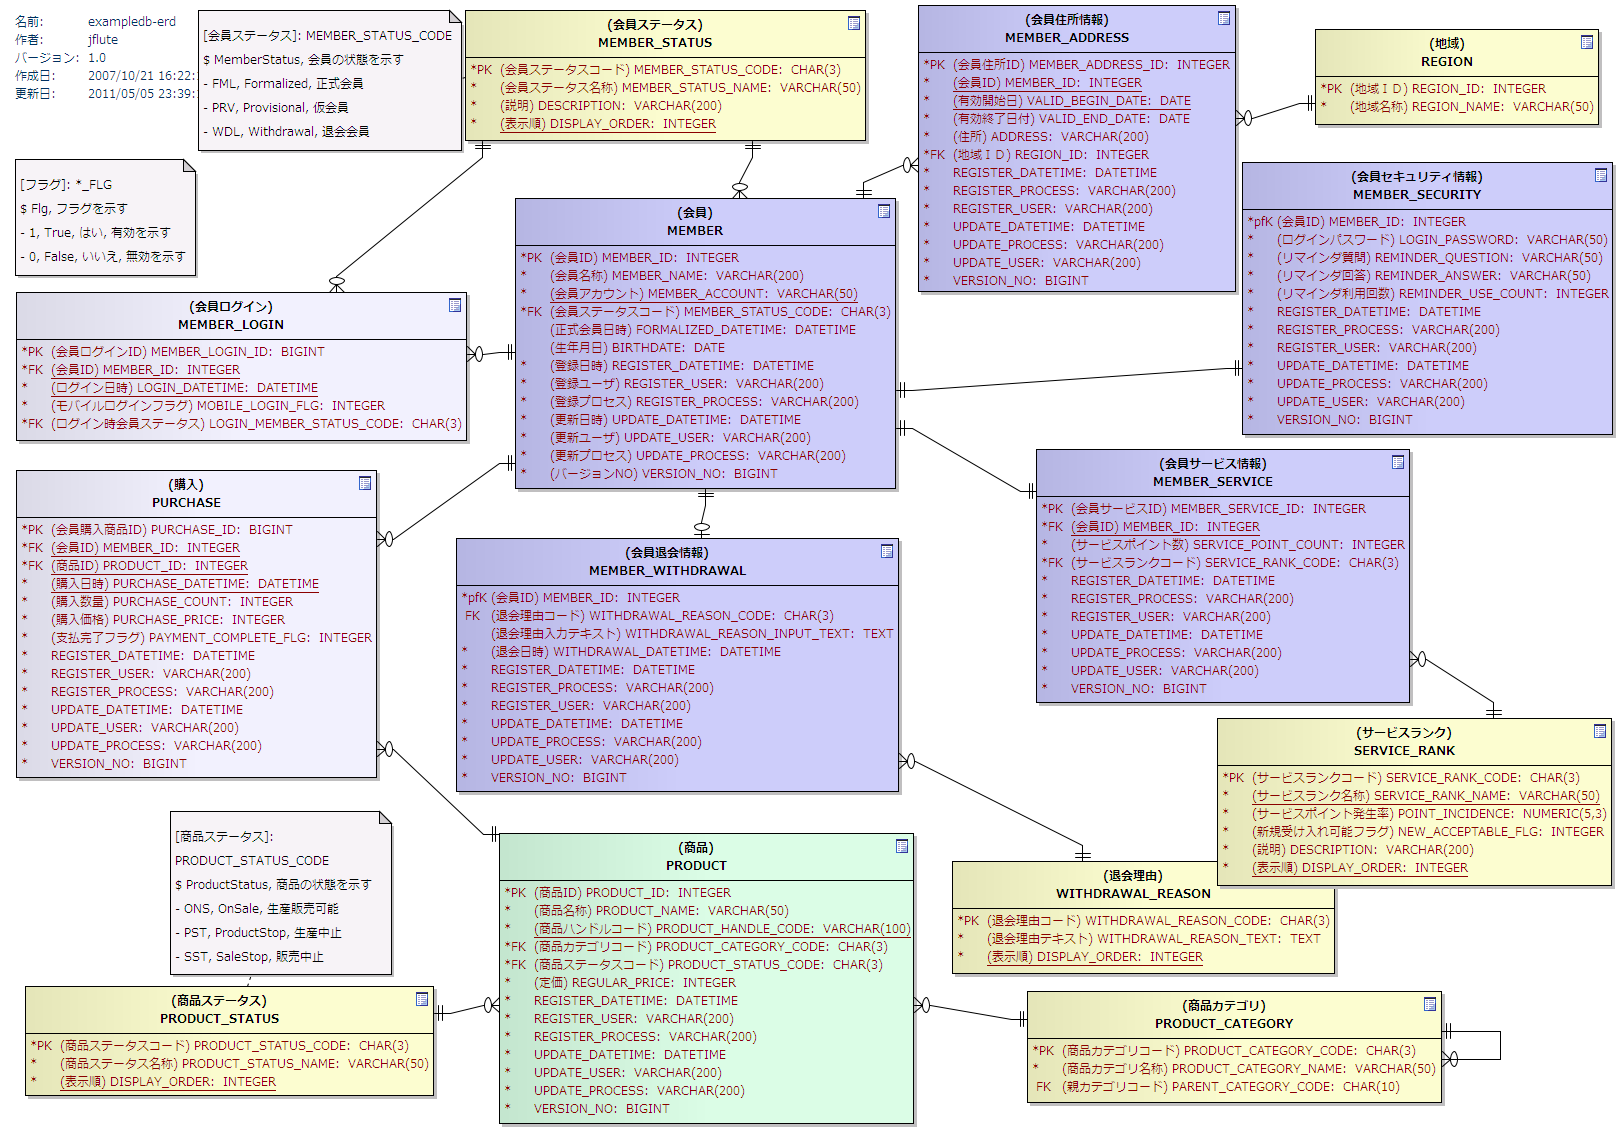 名前: exampledb-erd
作者: jflute
バージョン: 1.0
作成日: 2007/10/21 16:22:
更新日: 2011/05/05 23:39:
[会員ステータス]: MEMBER_STATUS_CODE
$ MemberStatus, 会員の状態を示す
- FML, Formalized, 正式会員
- PRV, Provisional, 仮会員
- WDL, Withdrawal, 退会会員
(会員ステータス)
MEMBER_STATUS
*PK (会員ステータスコード) MEMBER_STATUS_CODE: CHAR(3)
* (会員ステータス名称) MEMBER_STATUS_NAME: VARCHAR(50)
* (説明) DESCRIPTION: VARCHAR(200)
* (表示順) DISPLAY_ORDER: INTEGER
(会員住所情報)
MEMBER_ADDRESS
*PK (会員住所ID) MEMBER_ADDRESS_ID: INTEGER
*FK (会員ID) MEMBER_ID: INTEGER
* (有効開始日) VALID_BEGIN_DATE: DATE
* (有効終了日付) VALID_END_DATE: DATE
* (住所) ADDRESS: VARCHAR(200)
*FK (地域ＩＤ) REGION_ID: INTEGER
* REGISTER_DATETIME: DATETIME
* REGISTER_PROCESS: VARCHAR(200)
* REGISTER_USER: VARCHAR(200)
* UPDATE_DATETIME: DATETIME
* UPDATE_PROCESS: VARCHAR(200)
* UPDATE_USER: VARCHAR(200)
* VERSION_NO: BIGINT
(地域)
REGION
*PK (地域ＩＤ) REGION_ID: INTEGER
* (地域名称) REGION_NAME: VARCHAR(50)
[フラグ]: *_FLG
$ Flg, フラグを示す
- 1, True, はい, 有効を示す
- 0, False, いいえ, 無効を示す
(会員)
MEMBER
*PK (会員ID) MEMBER_ID: INTEGER
* (会員名称) MEMBER_NAME: VARCHAR(200)
* (会員アカウント) MEMBER_ACCOUNT: VARCHAR(50)
*FK (会員ステータスコード) MEMBER_STATUS_CODE: CHAR(3)
(正式会員日時) FORMALIZED_DATETIME: DATETIME
(生年月日) BIRTHDATE: DATE
* (登録日時) REGISTER_DATETIME: DATETIME
* (登録ユーザ) REGISTER_USER: VARCHAR(200)
* (登録プロセス) REGISTER_PROCESS: VARCHAR(200)
* (更新日時) UPDATE_DATETIME: DATETIME
* (更新ユーザ) UPDATE_USER: VARCHAR(200)
* (更新プロセス) UPDATE_PROCESS: VARCHAR(200)
* (バージョンNO) VERSION_NO: BIGINT
(会員セキュリティ情報)
MEMBER_SECURITY
*pfK (会員ID) MEMBER_ID: INTEGER
* (ログインパスワード) LOGIN_PASSWORD: VARCHAR(50)
* (リマインダ質問) REMINDER_QUESTION: VARCHAR(50)
* (リマインダ回答) REMINDER_ANSWER: VARCHAR(50)
* (リマインダ利用回数) REMINDER_USE_COUNT: INTEGER
* REGISTER_DATETIME: DATETIME
* REGISTER_PROCESS: VARCHAR(200)
* REGISTER_USER: VARCHAR(200)
* UPDATE_DATETIME: DATETIME
* UPDATE_PROCESS: VARCHAR(200)
* UPDATE_USER: VARCHAR(200)
* VERSION_NO: BIGINT
(会員ログイン)
MEMBER_LOGIN
*PK (会員ログインID) MEMBER_LOGIN_ID: BIGINT
*FK (会員ID) MEMBER_ID: INTEGER
* (ログイン日時) LOGIN_DATETIME: DATETIME
* (モバイルログインフラグ) MOBILE_LOGIN_FLG: INTEGER
*FK (ログイン時会員ステータス) LOGIN_MEMBER_STATUS_CODE: CHAR(3)
(購入)
PURCHASE
*PK (会員購入商品ID) PURCHASE_ID: BIGINT
*FK (会員ID) MEMBER_ID: INTEGER
*FK (商品ID) PRODUCT_ID: INTEGER
* (購入日時) PURCHASE_DATETIME: DATETIME
* (購入数量) PURCHASE_COUNT: INTEGER
* (購入価格) PURCHASE_PRICE: INTEGER
* (支払完了フラグ) PAYMENT_COMPLETE_FLG: INTEGER
* REGISTER_DATETIME: DATETIME
* REGISTER_USER: VARCHAR(200)
* REGISTER_PROCESS: VARCHAR(200)
* UPDATE_DATETIME: DATETIME
* UPDATE_USER: VARCHAR(200)
* UPDATE_PROCESS: VARCHAR(200)
* VERSION_NO: BIGINT
(会員退会情報)
MEMBER_WITHDRAWAL
*pfK (会員ID) MEMBER_ID: INTEGER
FK (退会理由コード) WITHDRAWAL_REASON_CODE: CHAR(3)
(退会理由入力テキスト) WITHDRAWAL_REASON_INPUT_TEXT: TEXT
* (退会日時) WITHDRAWAL_DATETIME: DATETIME
* REGISTER_DATETIME: DATETIME
* REGISTER_PROCESS: VARCHAR(200)
* REGISTER_USER: VARCHAR(200)
* UPDATE_DATETIME: DATETIME
* UPDATE_PROCESS: VARCHAR(200)
* UPDATE_USER: VARCHAR(200)
* VERSION_NO: BIGINT
(会員サービス情報)
MEMBER_SERVICE
*PK (会員サービスID) MEMBER_SERVICE_ID: INTEGER
*FK (会員ID) MEMBER_ID: INTEGER
* (サービスポイント数) SERVICE_POINT_COUNT: INTEGER
*FK (サービスランクコード) SERVICE_RANK_CODE: CHAR(3)
* REGISTER_DATETIME: DATETIME
* REGISTER_PROCESS: VARCHAR(200)
* REGISTER_USER: VARCHAR(200)
* UPDATE_DATETIME: DATETIME
* UPDATE_PROCESS: VARCHAR(200)
* UPDATE_USER: VARCHAR(200)
* VERSION_NO: BIGINT
(サービスランク)
SERVICE_RANK
*PK (サービスランクコード) SERVICE_RANK_CODE: CHAR(3)
* (サービスランク名称) SERVICE_RANK_NAME: VARCHAR(50)
* (サービスポイント発生率) POINT_INCIDENCE: NUMERIC(5,3)
* (新規受け入れ可能フラグ) NEW_ACCEPTABLE_FLG: INTEGER
* (説明) DESCRIPTION: VARCHAR(200)
* (表示順) DISPLAY_ORDER: INTEGER
[商品ステータス]:
PRODUCT_STATUS_CODE
$ ProductStatus, 商品の状態を示す
- ONS, OnSale, 生産販売可能
- PST, ProductStop, 生産中止
- SST, SaleStop, 販売中止
(商品)
PRODUCT
*PK (商品ID) PRODUCT_ID: INTEGER
* (商品名称) PRODUCT_NAME: VARCHAR(50)
* (商品ハンドルコード) PRODUCT_HANDLE_CODE: VARCHAR(100)
*FK (商品カテゴリコード) PRODUCT_CATEGORY_CODE: CHAR(3)
*FK (商品ステータスコード) PRODUCT_STATUS_CODE: CHAR(3)
* (定価) REGULAR_PRICE: INTEGER
* REGISTER_DATETIME: DATETIME
* REGISTER_USER: VARCHAR(200)
* REGISTER_PROCESS: VARCHAR(200)
* UPDATE_DATETIME: DATETIME
* UPDATE_USER: VARCHAR(200)
* UPDATE_PROCESS: VARCHAR(200)
* VERSION_NO: BIGINT
(退会理由)
WITHDRAWAL_REASON
*PK (退会理由コード) WITHDRAWAL_REASON_CODE: CHAR(3)
* (退会理由テキスト) WITHDRAWAL_REASON_TEXT: TEXT
* (表示順) DISPLAY_ORDER: INTEGER
(商品ステータス)
PRODUCT_STATUS
*PK (商品ステータスコード) PRODUCT_STATUS_CODE: CHAR(3)
* (商品ステータス名称) PRODUCT_STATUS_NAME: VARCHAR(50)
* (表示順) DISPLAY_ORDER: INTEGER
(商品カテゴリ)
PRODUCT_CATEGORY
*PK (商品カテゴリコード) PRODUCT_CATEGORY_CODE: CHAR(3)
* (商品カテゴリ名称) PRODUCT_CATEGORY_NAME: VARCHAR(50)
FK (親カテゴリコード) PARENT_CATEGORY_CODE: CHAR(10)